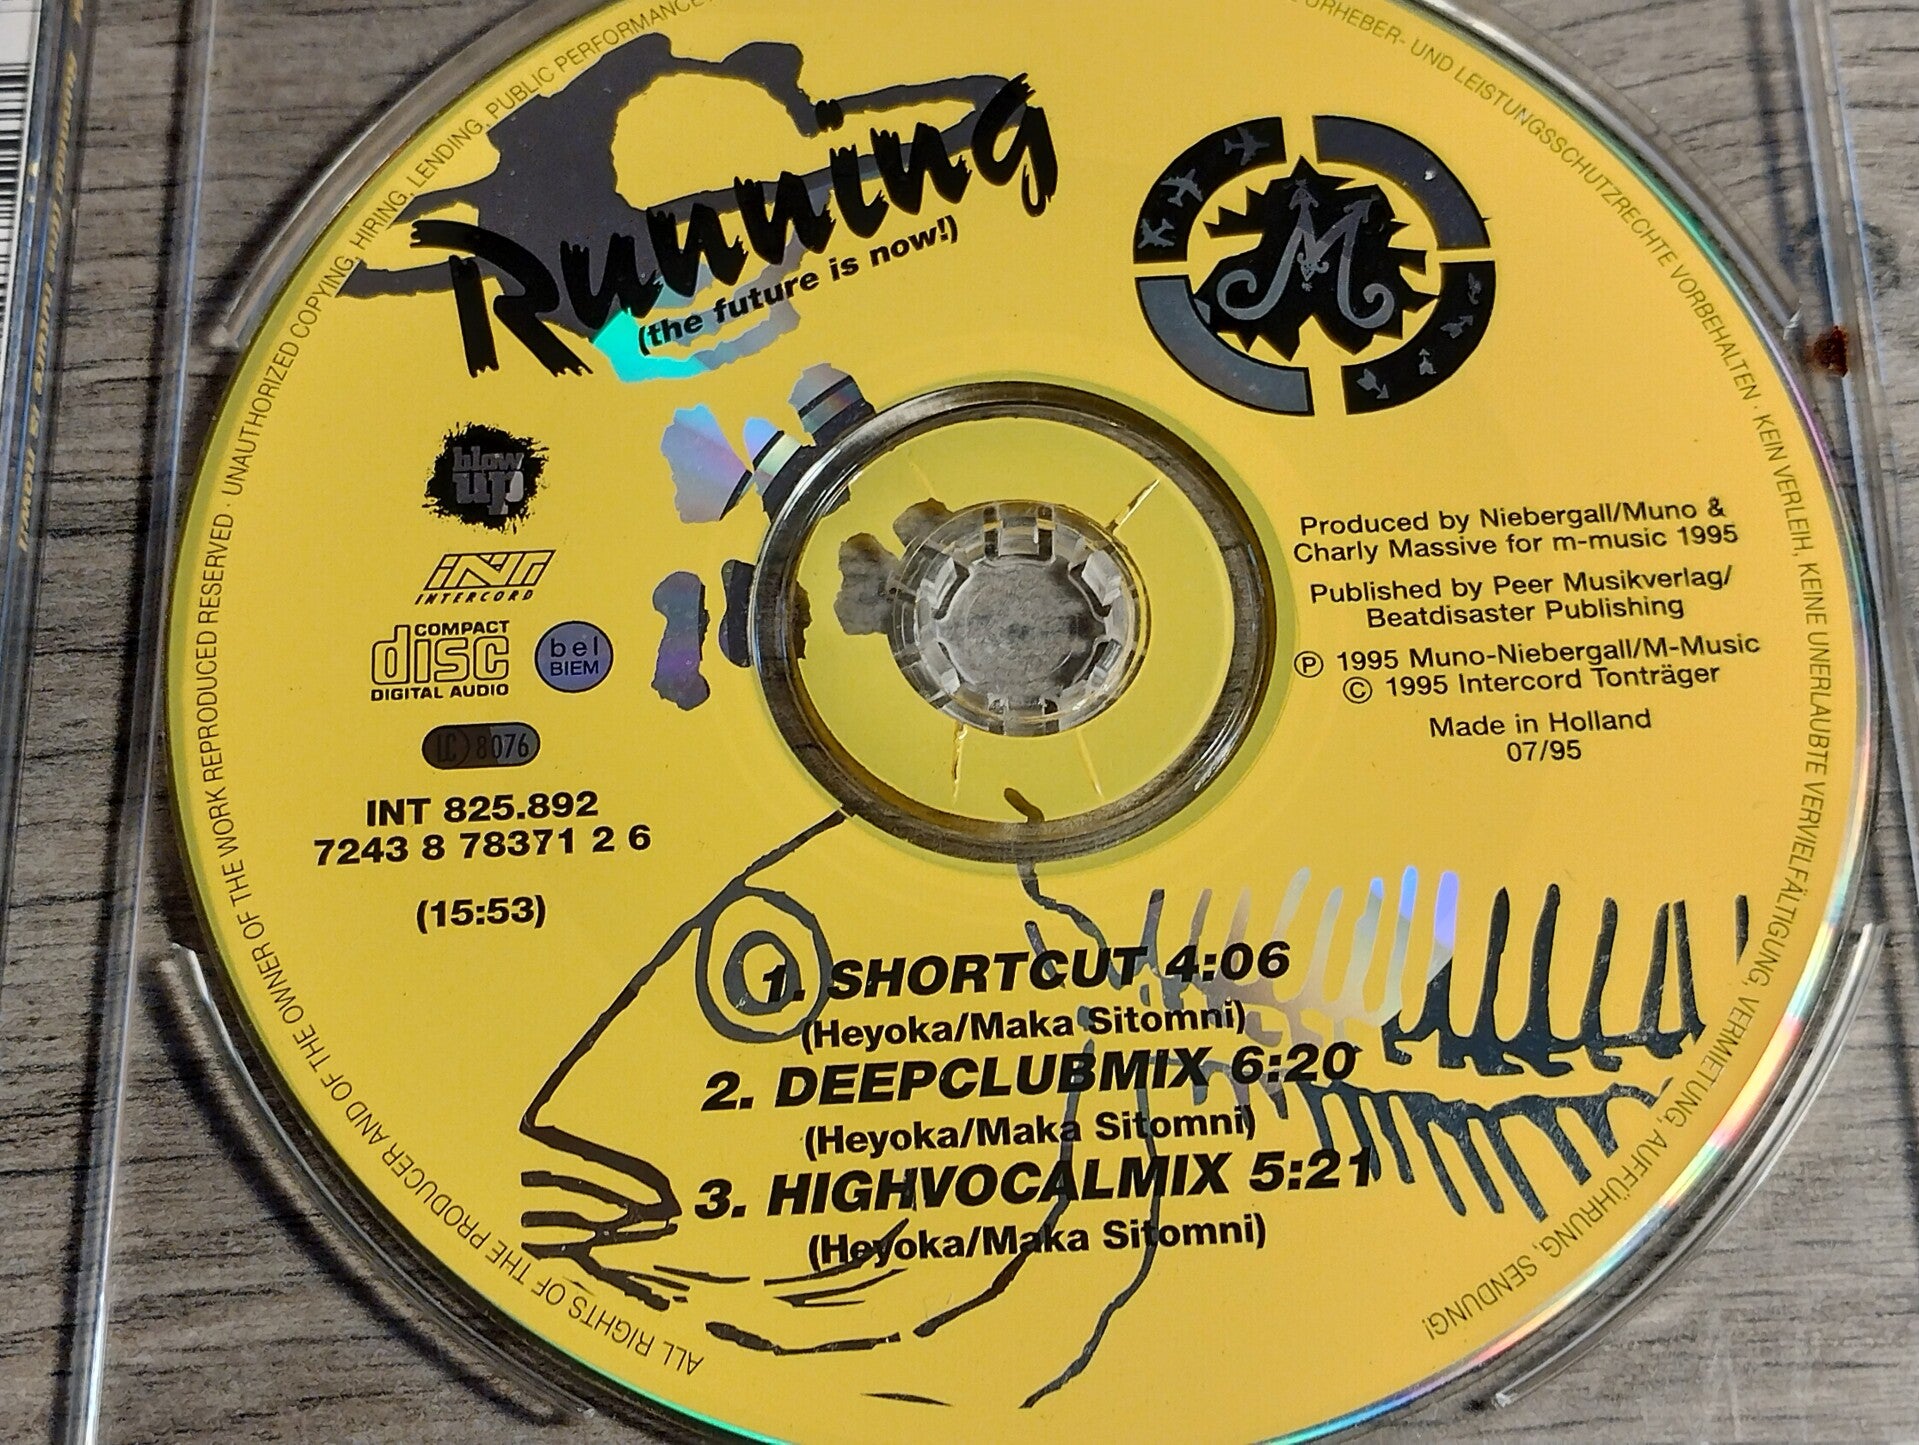 Running
(the future is now!)
M
blow
up
INT
INTERCORD
COMPACT
disc
DIGITAL AUDIO
bel
BIEM
LC 8076
INT 825.892
7243 8 78371 2 6
(15:53)
Produced by Niebergall/Muno &
Charly Massive for m-music 1995
Published by Peer Musikverlag/
Beatdisaster Publishing
Ⓟ 1995 Muno-Niebergall/M-Music
© 1995 Intercord Tonträger
Made in Holland
07/95
1. SHORTCUT 4:06
(Heyoka/Maka Sitomni)
2. DEEPCLUBMIX 6:20
(Heyoka/Maka Sitomni)
3. HIGHVOCALMIX 5:21
(Heyoka/Maka Sitomni)
ALL RIGHTS OF THE PRODUCER AND OF THE OWNER OF THE WORK REPRODUCED RESERVED · UNAUTHORIZED COPYING, HIRING, LENDING, PUBLIC PERFORMANCE
URHEBER- UND LEISTUNGSSCHUTZRECHTE VORBEHALTEN · KEIN VERLEIH, KEINE UNERLAUBTE VERVIELFÄLTIGUNG, VERMIETUNG, AUFFÜHRUNG, SENDUNG!